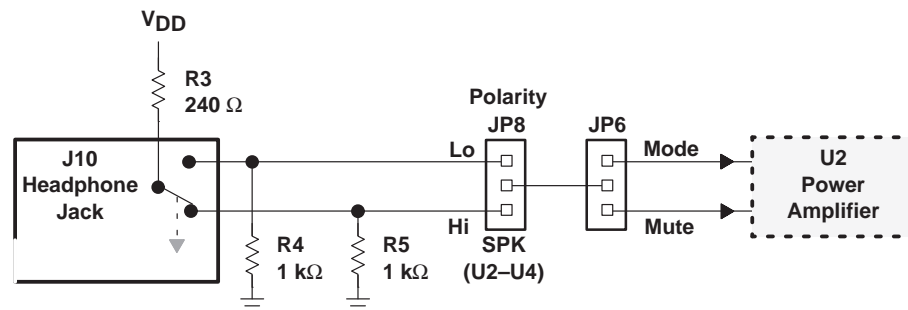 VDD
R3
240 Ω
J10
Headphone
Jack
Polarity
JP8
JP6
Lo
Hi
Mode
Mute
U2
Power
Amplifier
R4
1 kΩ
R5
1 kΩ
SPK
(U2–U4)